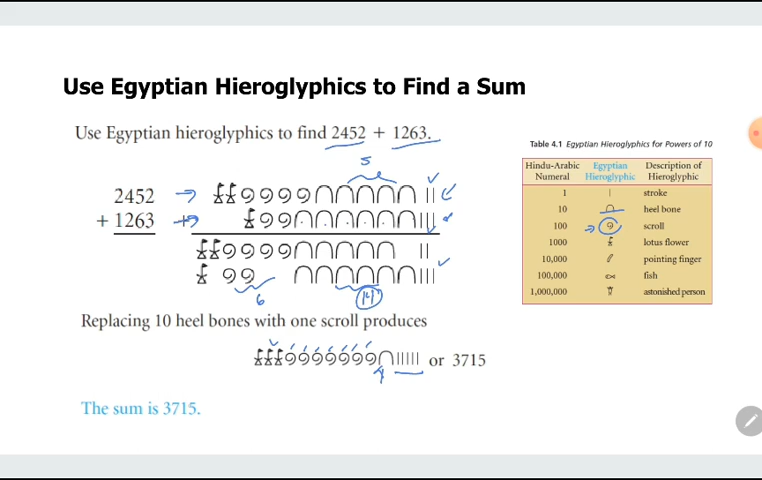 Use Egyptian Hieroglyphics to Find a Sum
Use Egyptian hieroglyphics to find 2452 + 1263.
5
2452
+ 1263
6
11
Replacing 10 heel bones with one scroll produces
or 3715
The sum is 3715.
Table 4.1 Egyptian Hieroglyphics for Powers of 10
Hindu-Arabic Numeral Egyptian Hieroglyphic Description of Hieroglyphic
1 stroke
10 heel bone
100 scroll
1000 lotus flower
10,000 pointing finger
100,000 fish
1,000,000 astonished person